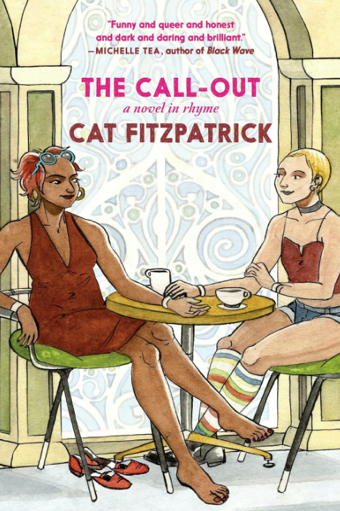 "Funny and queer and honest
and dark and daring and brilliant."
—MICHELLE TEA, author of Black Wave
THE CALL-OUT
a novel in rhyme
CAT FITZPATRICK